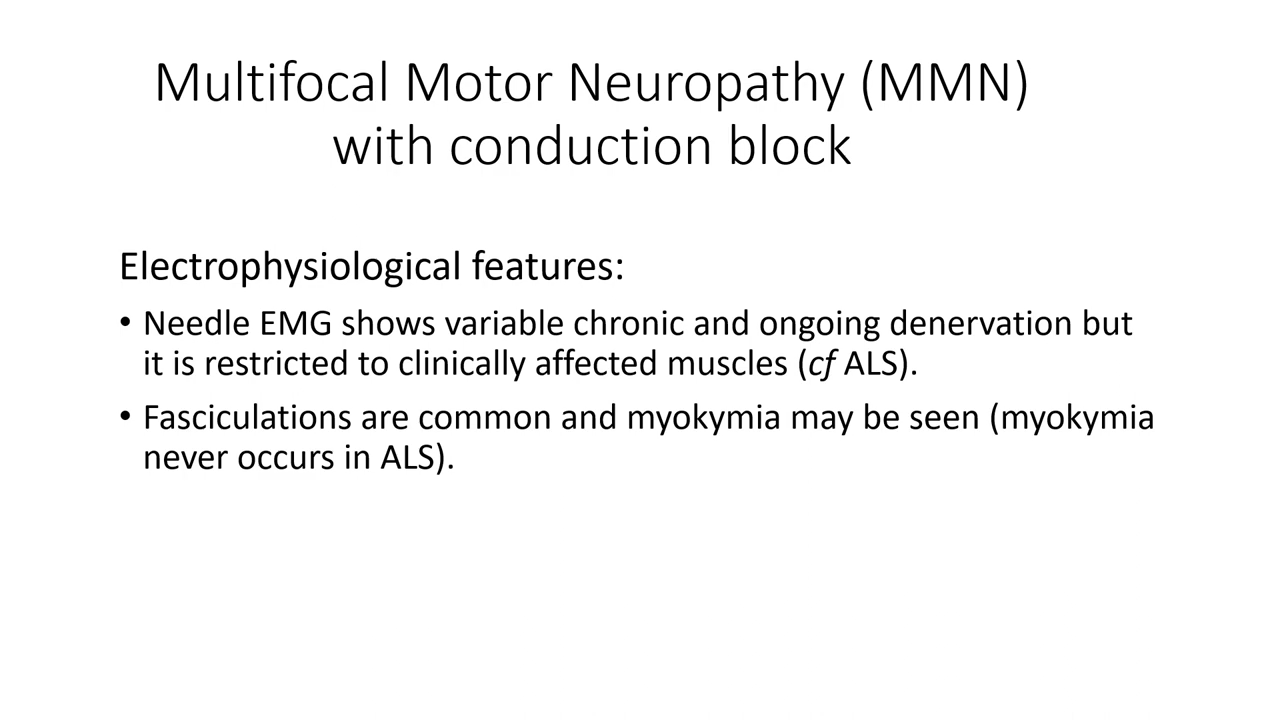 Multifocal Motor Neuropathy (MMN)
with conduction block
Electrophysiological features:
• Needle EMG shows variable chronic and ongoing denervation but
it is restricted to clinically affected muscles (cf ALS).
• Fasciculations are common and myokymia may be seen (myokymia
never occurs in ALS).